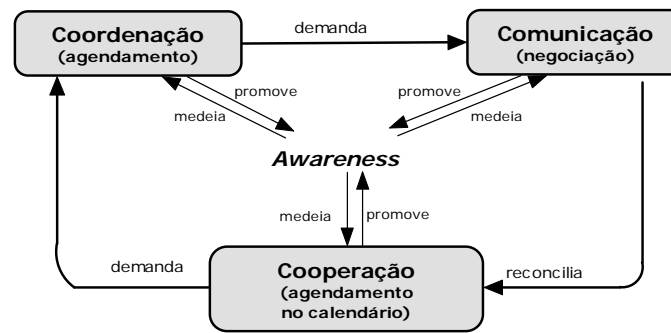 Coordenação
(agendamento)
demanda
Comunicação
(negociação)
promove
medeia
promove
medeia
Awareness
medeia
promove
demanda
Cooperação
(agendamento
no calendário)
reconcilia